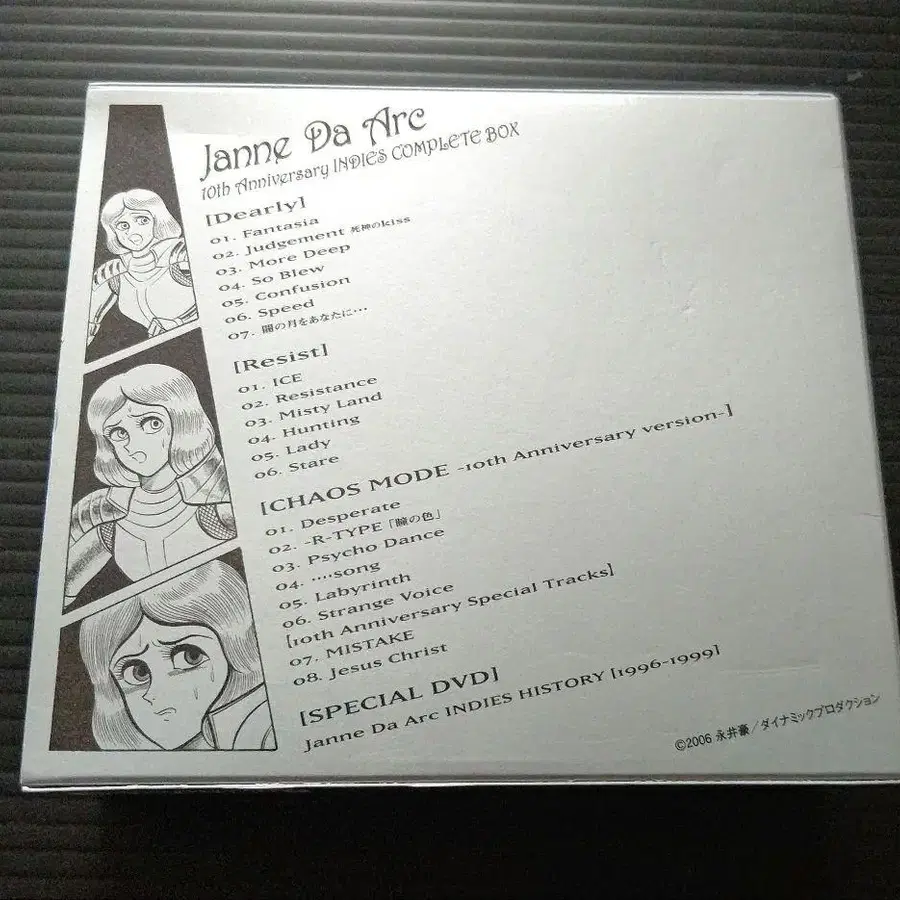 Janne Da Arc
10th Anniversary INDIES COMPLETE BOX
[Dearly]
01. Fantasia
02. Judgement 死神のkiss
03. More Deep
04. So Blew
05. Confusion
06. Speed
07. 闇の月をあなたに…
[Resist]
01. ICE
02. Resistance
03. Misty Land
04. Hunting
05. Lady
06. Stare
[CHAOS MODE -10th Anniversary version-]
01. Desperate
02. -R-TYPE「瞳の色」
03. Psycho Dance
04. ....song
05. Labyrinth
06. Strange Voice
[10th Anniversary Special Tracks]
07. MISTAKE
08. Jesus Christ
[SPECIAL DVD]
Janne Da Arc INDIES HISTORY [1996-1999]
©2006 永井豪/ダイナミックプロダクション